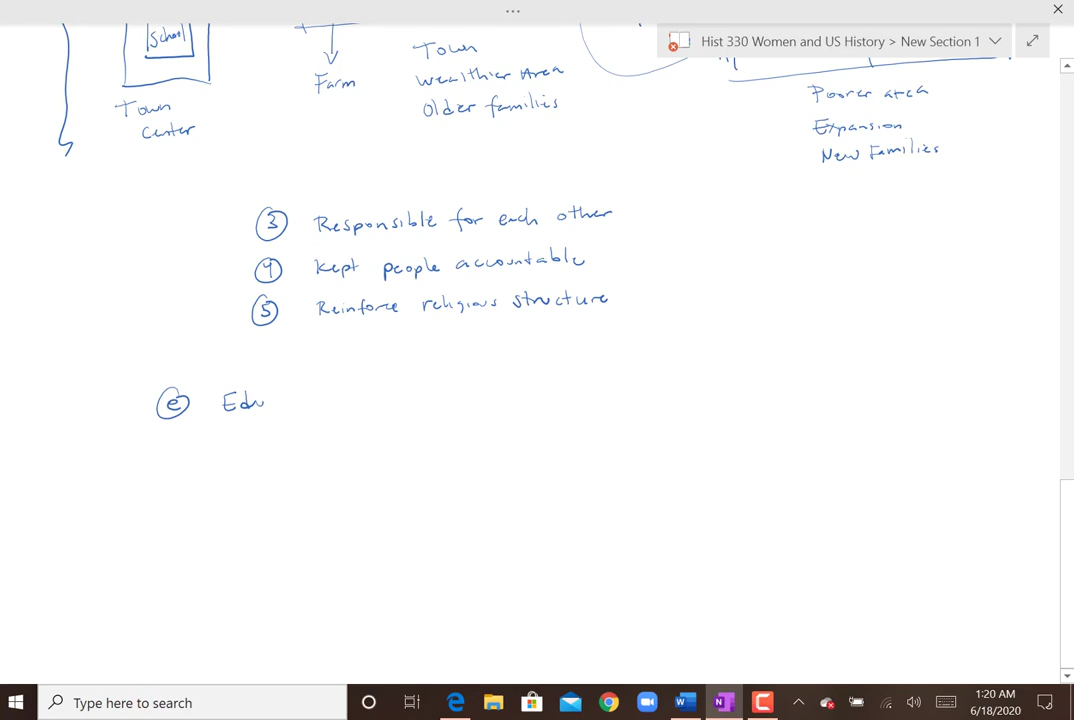 Hist 330 Women and US History > New Section 1
School
Town
Center
Farm
Town
Wealthier Area
Older families
Poorer area
Expansion
New Families
3 Responsible for each other
4 Kept people accountable
5 Reinforce religious structure
e Edu
Type here to search
1:20 AM
6/18/2020